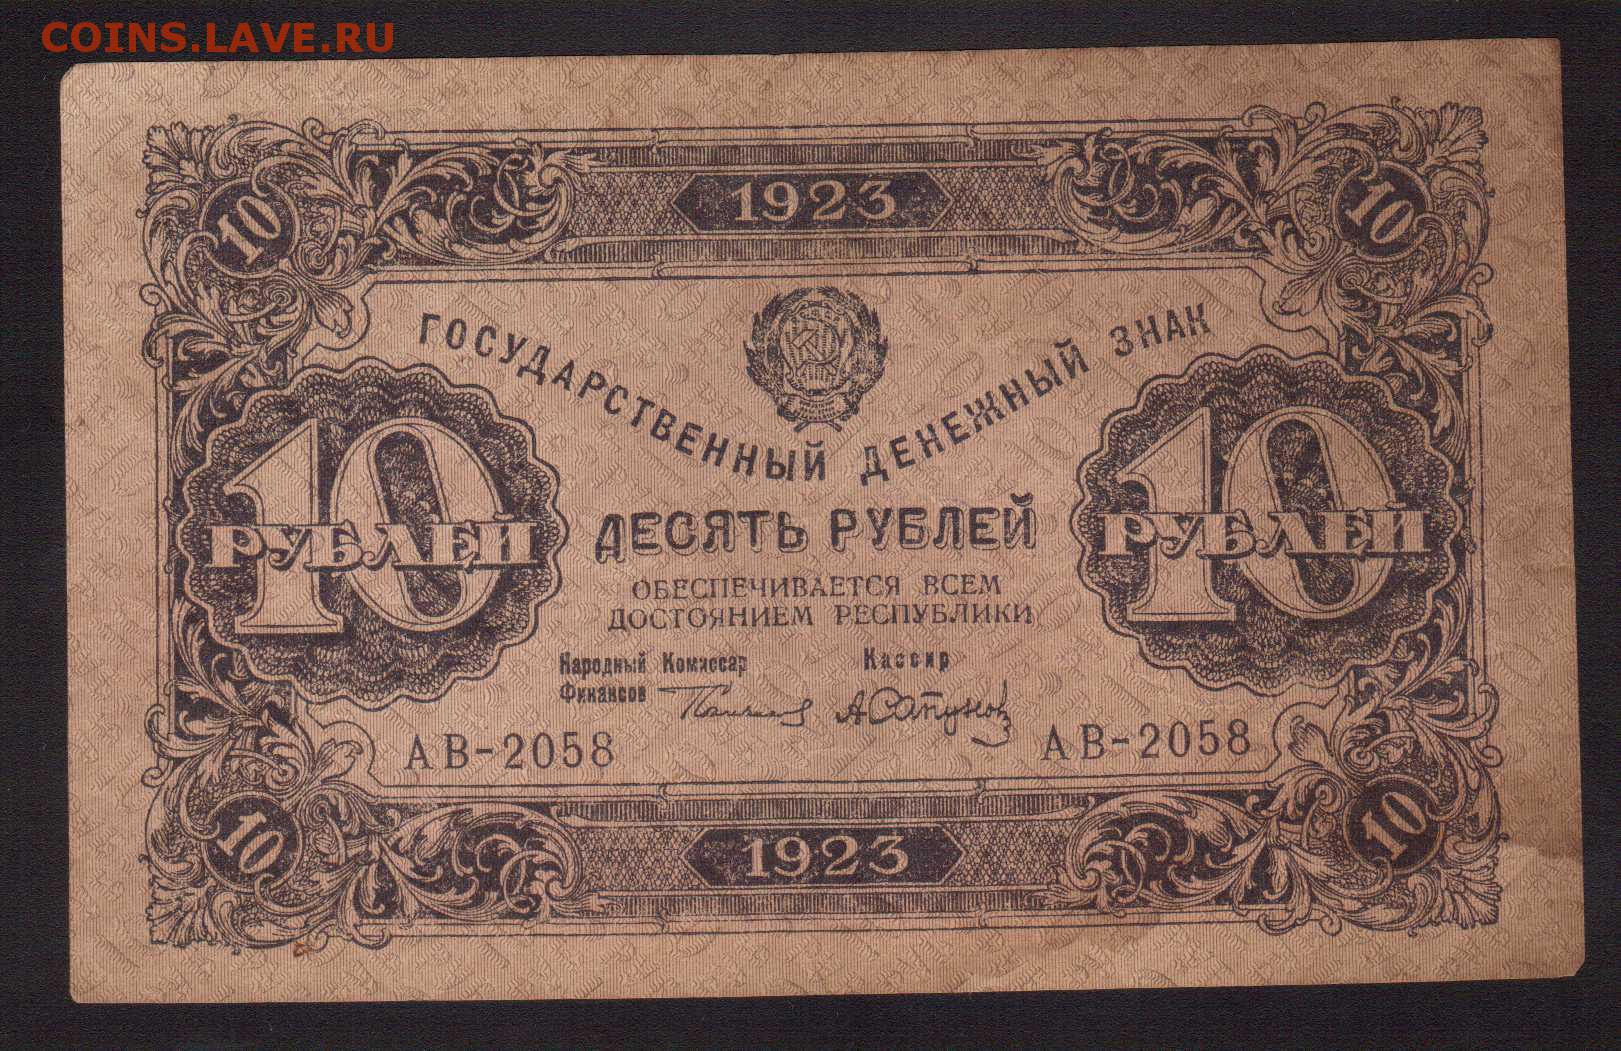 COINS.LAVE.RU
1923
10
10
ГОСУДАРСТВЕННЫЙ ДЕНЕЖНЫЙ ЗНАК
10 РУБЛЕЙ
10 РУБЛЕЙ
ДЕСЯТЬ РУБЛЕЙ
ОБЕСПЕЧИВАЕТСЯ ВСЕМ
ДОСТОЯНИЕМ РЕСПУБЛИКИ
Народный Комиссар
Финансов
Кассир
АСапунов
АВ-2058
АВ-2058
10
1923
10